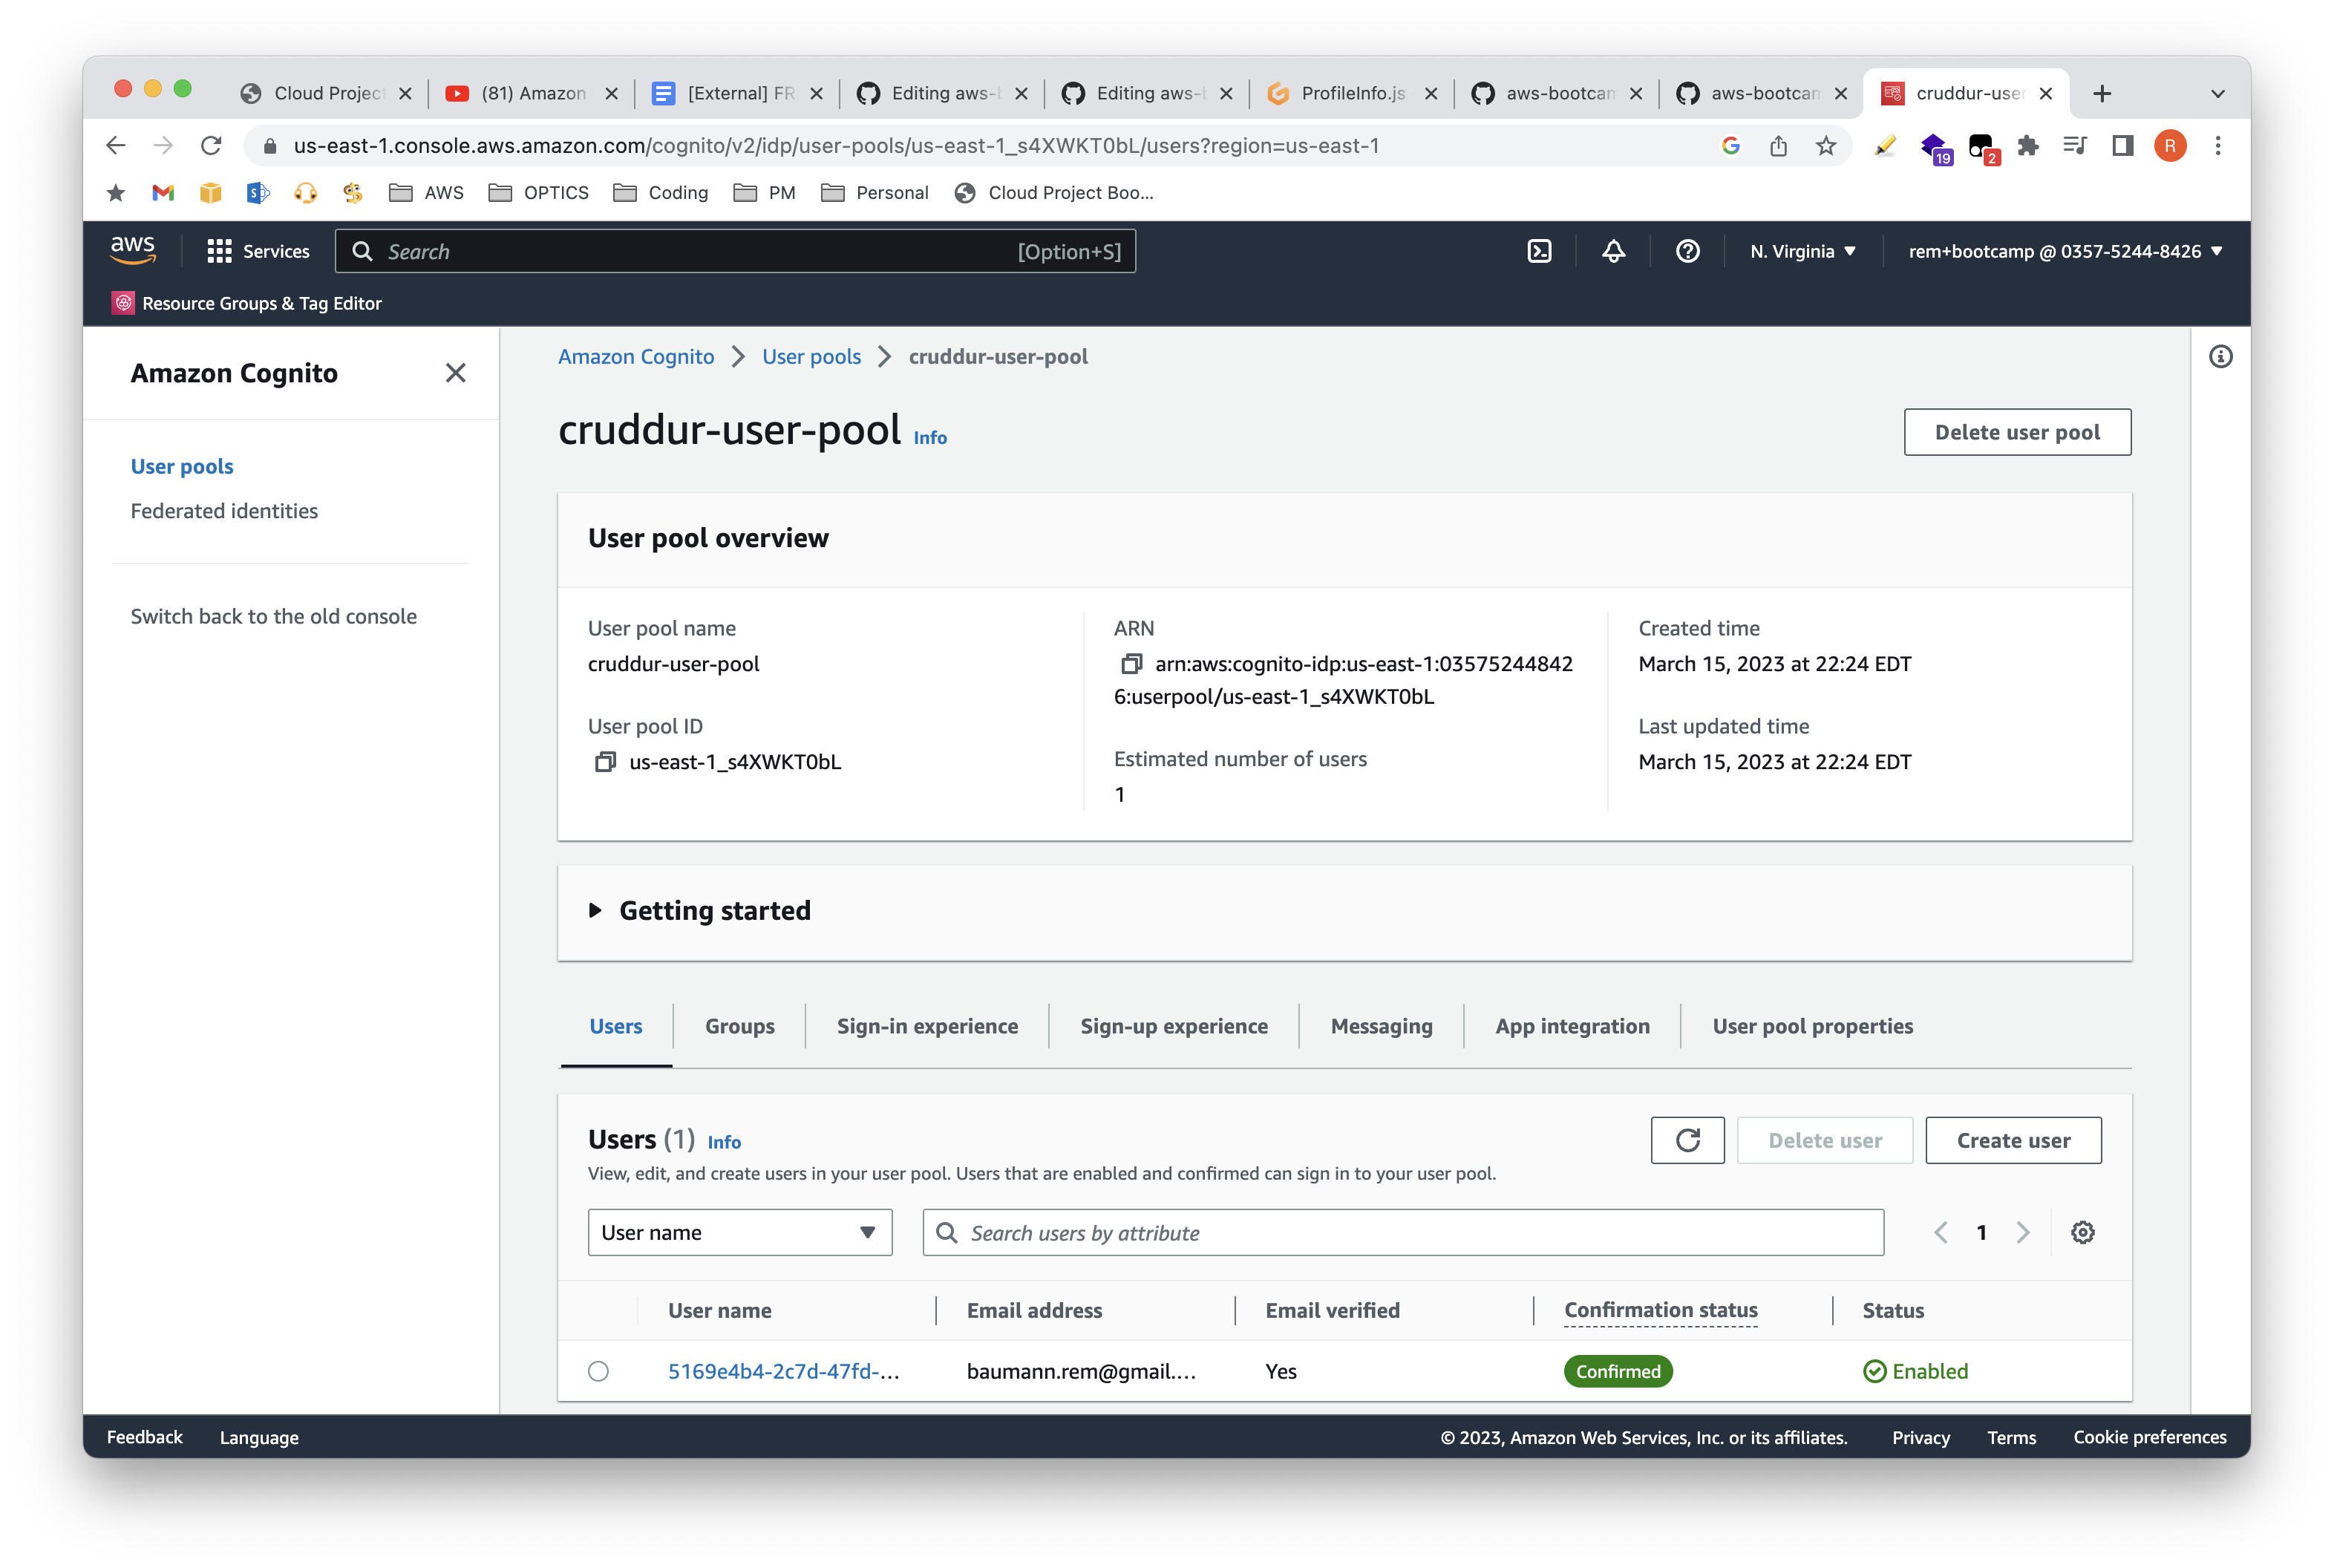 Cloud Projec
(81) Amazon
[External] FR
Editing aws-b
Editing aws-b
ProfileInfo.js
aws-bootcam
aws-bootcam
cruddur-user
us-east-1.console.aws.amazon.com/cognito/v2/idp/user-pools/us-east-1_s4XWKT0bL/users?region=us-east-1
19
2
R
AWS
OPTICS
Coding
PM
Personal
Cloud Project Boo...
aws
Services
Search
[Option+S]
N. Virginia
rem+bootcamp @ 0357-5244-8426
Resource Groups & Tag Editor
Amazon Cognito
User pools
Federated identities
Switch back to the old console
Amazon Cognito
User pools
cruddur-user-pool
cruddur-user-pool Info
Delete user pool
User pool overview
User pool name
cruddur-user-pool
User pool ID
us-east-1_s4XWKT0bL
ARN
arn:aws:cognito-idp:us-east-1:03575244842
6:userpool/us-east-1_s4XWKT0bL
Estimated number of users
1
Created time
March 15, 2023 at 22:24 EDT
Last updated time
March 15, 2023 at 22:24 EDT
Getting started
Users
Groups
Sign-in experience
Sign-up experience
Messaging
App integration
User pool properties
Users (1) Info
View, edit, and create users in your user pool. Users that are enabled and confirmed can sign in to your user pool.
Delete user
Create user
User name
Search users by attribute
1
User name
Email address
Email verified
Confirmation status
Status
5169e4b4-2c7d-47fd-...
baumann.rem@gmail....
Yes
Confirmed
Enabled
Feedback
Language
© 2023, Amazon Web Services, Inc. or its affiliates.
Privacy
Terms
Cookie preferences